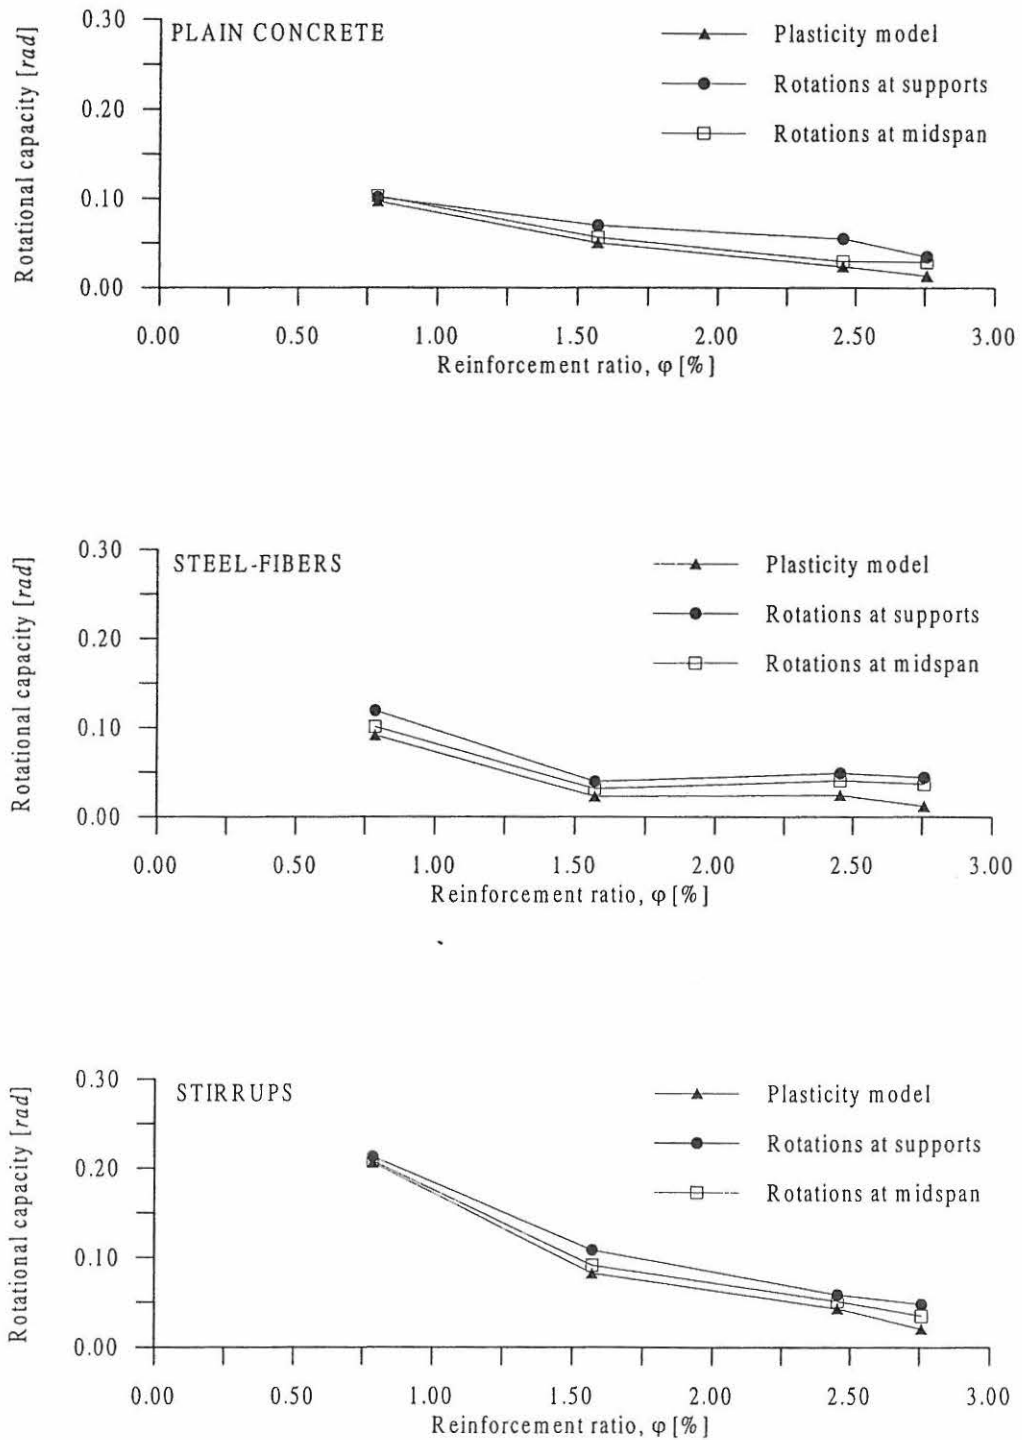 0.30
PLAIN CONCRETE
Plasticity model
Rotations at supports
Rotations at midspan
0.20
0.10
0.00
Rotational capacity [rad]
0.00 0.50 1.00 1.50 2.00 2.50 3.00
Reinforcement ratio, φ [%]
0.30
STEEL-FIBERS
Plasticity model
Rotations at supports
Rotations at midspan
0.20
0.10
0.00
Rotational capacity [rad]
0.00 0.50 1.00 1.50 2.00 2.50 3.00
Reinforcement ratio, φ [%]
0.30
STIRRUPS
Plasticity model
Rotations at supports
Rotations at midspan
0.20
0.10
0.00
Rotational capacity [rad]
0.00 0.50 1.00 1.50 2.00 2.50 3.00
Reinforcement ratio, φ [%]